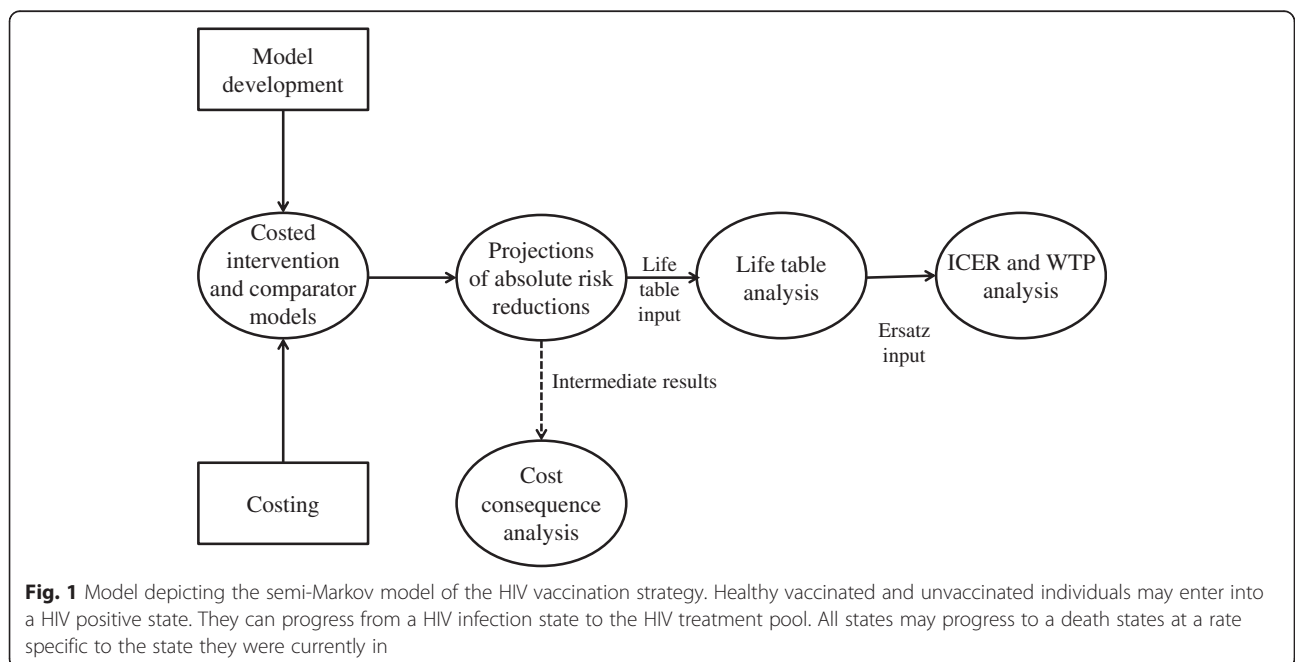 Model
development
Costed
intervention
and comparator
models
Projections
of absolute risk
reductions
Life
table
input
Life table
analysis
ICER and WTP
analysis
Ersatz
input
Intermediate results
Costing
Cost
consequence
analysis
Fig. 1 Model depicting the semi-Markov model of the HIV vaccination strategy. Healthy vaccinated and unvaccinated individuals may enter into
a HIV positive state. They can progress from a HIV infection state to the HIV treatment pool. All states may progress to a death states at a rate
specific to the state they were currently in